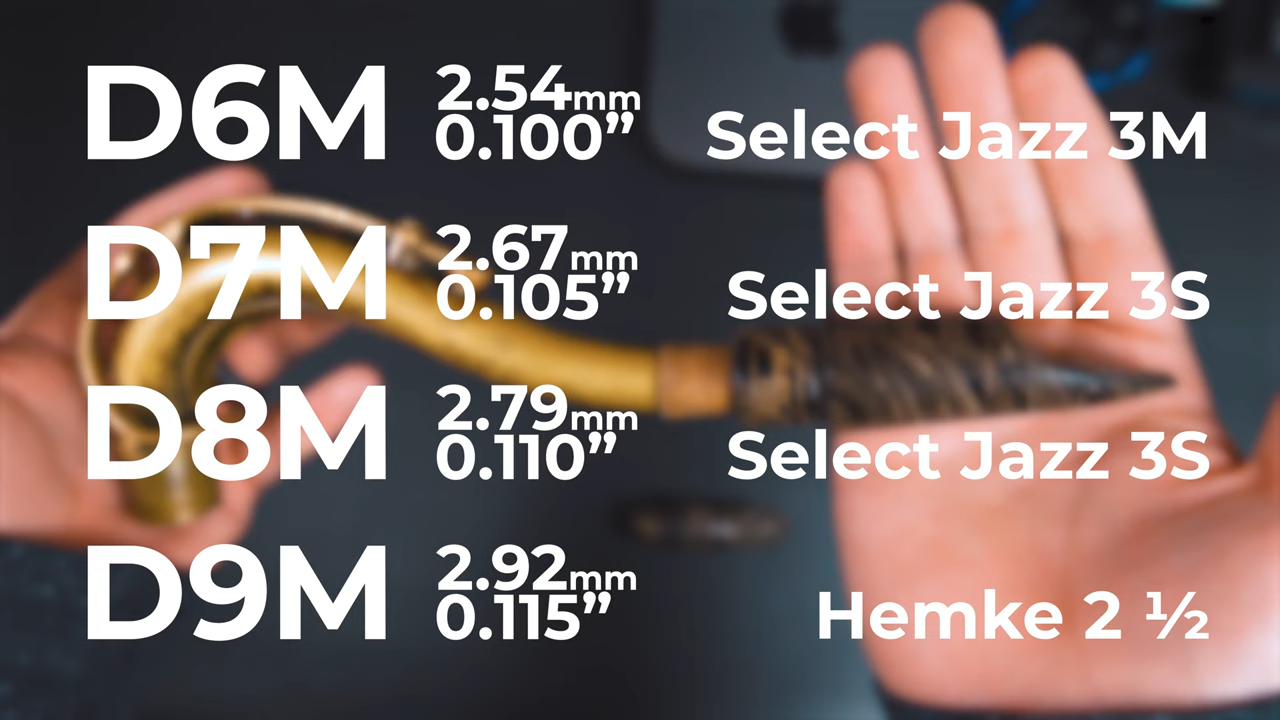 D6M 2.54mm 0.100” Select Jazz 3M
D7M 2.67mm 0.105” Select Jazz 3S
D8M 2.79mm 0.110” Select Jazz 3S
D9M 2.92mm 0.115” Hemke 2 ½